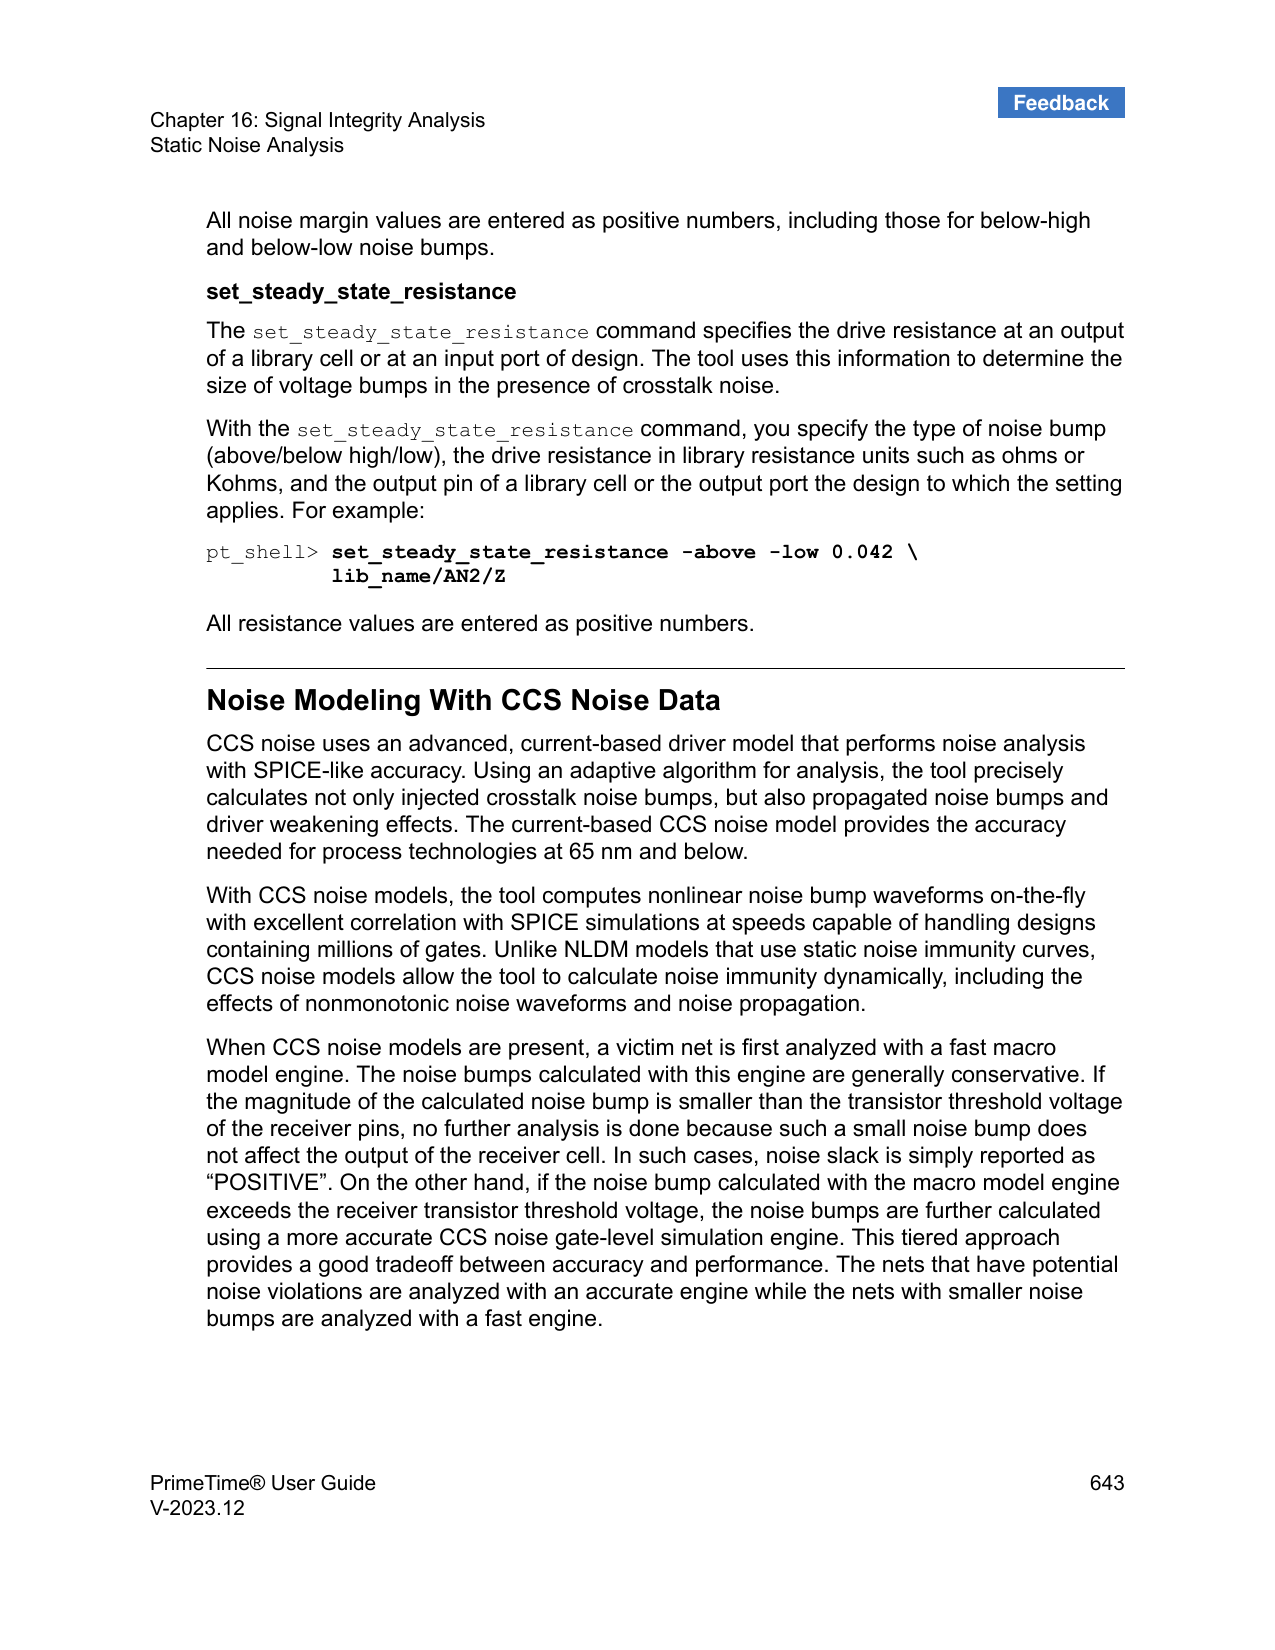 Feedback
Chapter 16: Signal Integrity Analysis
Static Noise Analysis
All noise margin values are entered as positive numbers, including those for below-high
and below-low noise bumps.
set_steady_state_resistance
The set_steady_state_resistance command specifies the drive resistance at an output
of a library cell or at an input port of design. The tool uses this information to determine the
size of voltage bumps in the presence of crosstalk noise.
With the set_steady_state_resistance command, you specify the type of noise bump
(above/below high/low), the drive resistance in library resistance units such as ohms or
Kohms, and the output pin of a library cell or the output port the design to which the setting
applies. For example:
pt_shell> set_steady_state_resistance -above -low 0.042 \
lib_name/AN2/Z
All resistance values are entered as positive numbers.
Noise Modeling With CCS Noise Data
CCS noise uses an advanced, current-based driver model that performs noise analysis
with SPICE-like accuracy. Using an adaptive algorithm for analysis, the tool precisely
calculates not only injected crosstalk noise bumps, but also propagated noise bumps and
driver weakening effects. The current-based CCS noise model provides the accuracy
needed for process technologies at 65 nm and below.
With CCS noise models, the tool computes nonlinear noise bump waveforms on-the-fly
with excellent correlation with SPICE simulations at speeds capable of handling designs
containing millions of gates. Unlike NLDM models that use static noise immunity curves,
CCS noise models allow the tool to calculate noise immunity dynamically, including the
effects of nonmonotonic noise waveforms and noise propagation.
When CCS noise models are present, a victim net is first analyzed with a fast macro
model engine. The noise bumps calculated with this engine are generally conservative. If
the magnitude of the calculated noise bump is smaller than the transistor threshold voltage
of the receiver pins, no further analysis is done because such a small noise bump does
not affect the output of the receiver cell. In such cases, noise slack is simply reported as
“POSITIVE”. On the other hand, if the noise bump calculated with the macro model engine
exceeds the receiver transistor threshold voltage, the noise bumps are further calculated
using a more accurate CCS noise gate-level simulation engine. This tiered approach
provides a good tradeoff between accuracy and performance. The nets that have potential
noise violations are analyzed with an accurate engine while the nets with smaller noise
bumps are analyzed with a fast engine.
PrimeTime® User Guide
643
V-2023.12